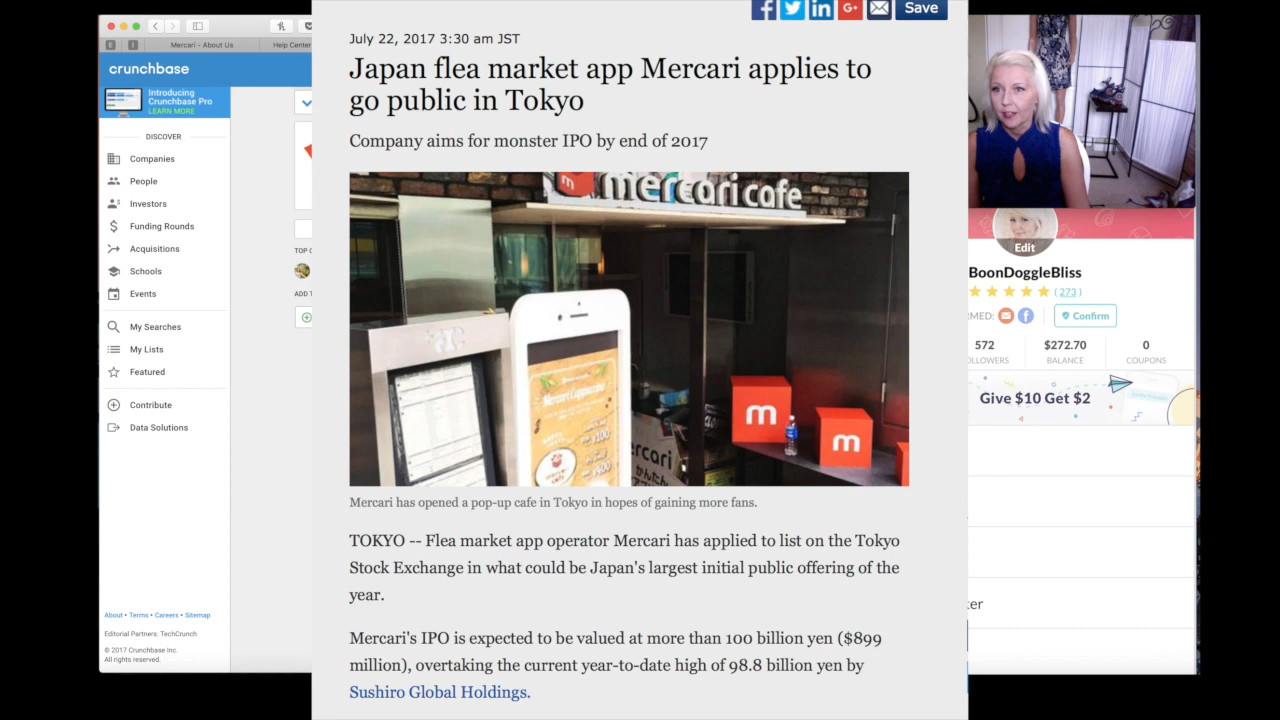 Mercari - About Us
Help Center
crunchbase
Introducing
Crunchbase Pro
LEARN MORE
DISCOVER
Companies
People
Investors
Funding Rounds
Acquisitions
Schools
Events
My Searches
My Lists
Featured
Contribute
Data Solutions
About • Terms • Careers • Sitemap
Editorial Partners: TechCrunch
© 2017 Crunchbase Inc.
All rights reserved.
TOP C
ADD T
Save
July 22, 2017 3:30 am JST
Japan flea market app Mercari applies to
go public in Tokyo
Company aims for monster IPO by end of 2017
mercari cafe
Mercari Cappuccino
¥100
m
m
Mercari has opened a pop-up cafe in Tokyo in hopes of gaining more fans.
TOKYO -- Flea market app operator Mercari has applied to list on the Tokyo
Stock Exchange in what could be Japan's largest initial public offering of the
year.
Mercari's IPO is expected to be valued at more than 100 billion yen ($899
million), overtaking the current year-to-date high of 98.8 billion yen by
Sushiro Global Holdings.
Edit
BoonDoggleBliss
(273)
RMED:
Confirm
572
$272.70
0
OLLOWERS
BALANCE
COUPONS
Give $10 Get $2
ter